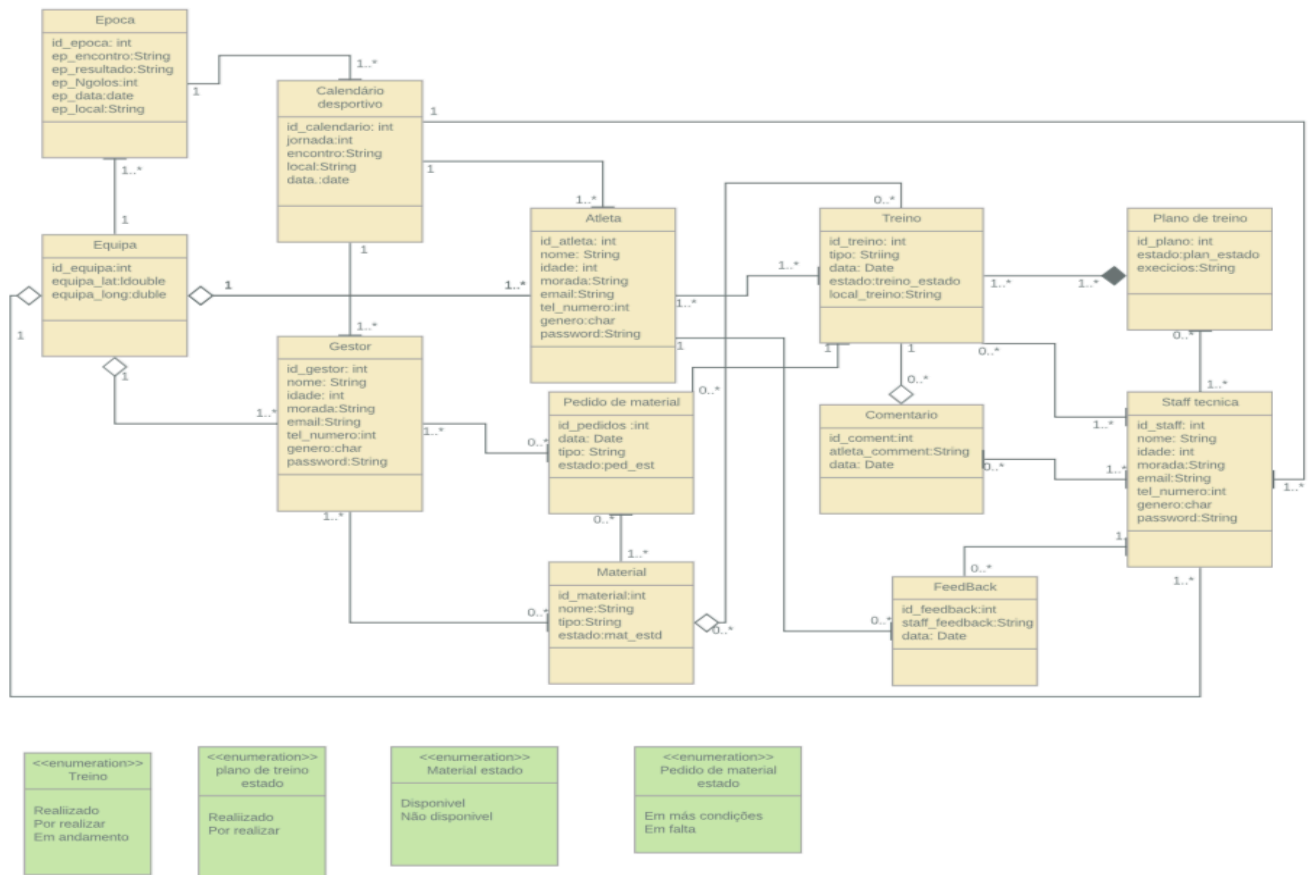 Epoca
id_epoca: int
ep_encontro:String
ep_resultado:String
ep_Ngolos:int
ep_data:date
ep_local:String
1
1..*
Calendário
desportivo
id_calendario: int
jornada:int
encontro:String
local:String
data.:date
1
1
1..*
1
1..*
1
1..*
Equipa
id_equipa:int
equipa_lat:ldouble
equipa_long:duble
1
1..*
1
1
1..*
Atleta
id_atleta: int
nome: String
idade: int
morada:String
email:String
tel_numero:int
genero:char
password:String
1..*
1..*
1
0..*
Treino
id_treino: int
tipo: Striing
data: Date
estado:treino_estado
local_treino:String
0..*
1..*
1..*
1
1
0..*
0..*
1..*
Plano de treino
id_plano: int
estado:plan_estado
execicios:String
0..*
1..*
Gestor
id_gestor: int
nome: String
idade: int
morada:String
email:String
tel_numero:int
genero:char
password:String
1..*
0..*
1..*
0..*
Pedido de material
id_pedidos :int
data: Date
tipo: String
estado:ped_est
0..*
0..*
1..*
Material
id_material:int
nome:String
tipo:String
estado:mat_estd
0..*
Comentario
id_coment:int
atleta_comment:String
data: Date
0..*
1..*
Staff tecnica
id_staff: int
nome: String
idade: int
morada:String
email:String
tel_numero:int
genero:char
password:String
1..*
1
1..*
0..*
FeedBack
id_feedback:int
staff_feedback:String
data: Date
<<enumeration>>
Treino
Realiizado
Por realizar
Em andamento
<<enumeration>>
plano de treino
estado
Realiizado
Por realizar
<<enumeration>>
Material estado
Disponivel
Não disponivel
<<enumeration>>
Pedido de material
estado
Em más condições
Em falta